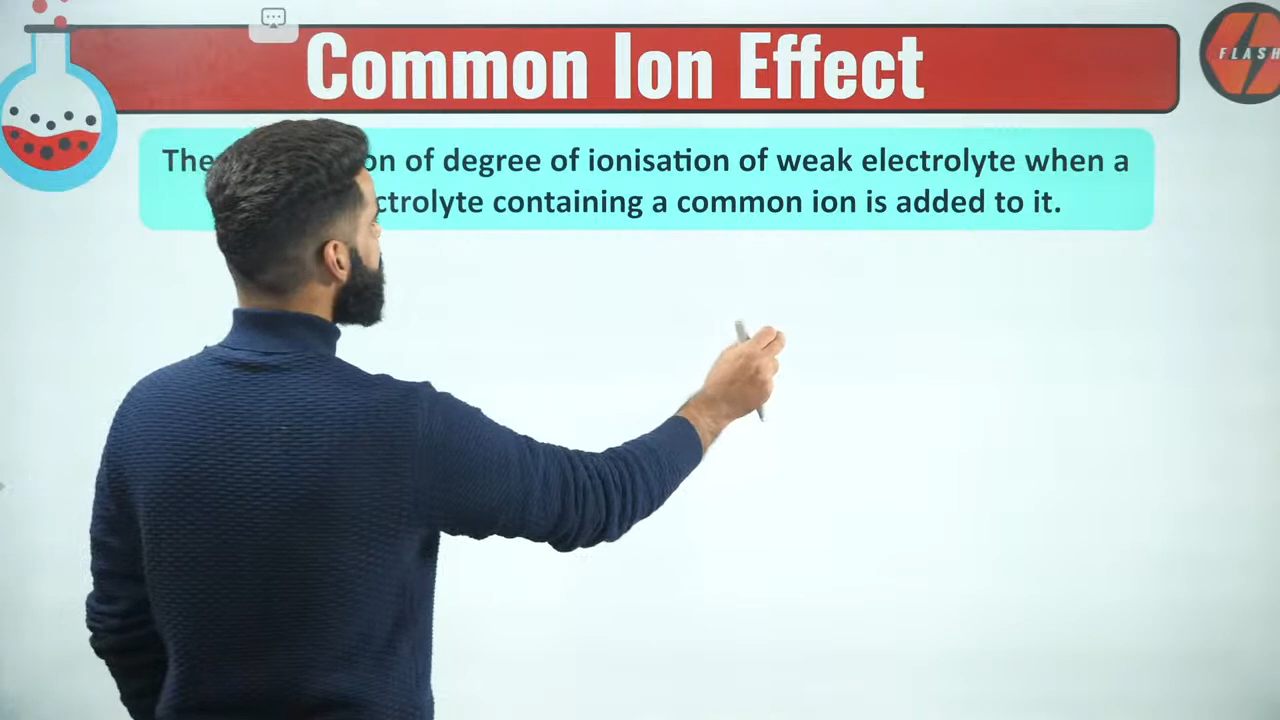 Common Ion Effect
FLASH
The on of degree of ionisation of weak electrolyte when a
ctrolyte containing a common ion is added to it.